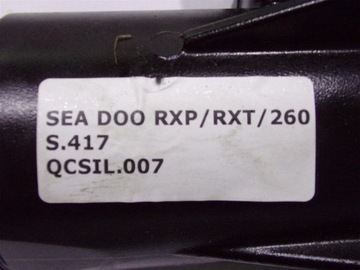 SEA DOO RXP/RXT/260
S.417
QCSIL.007